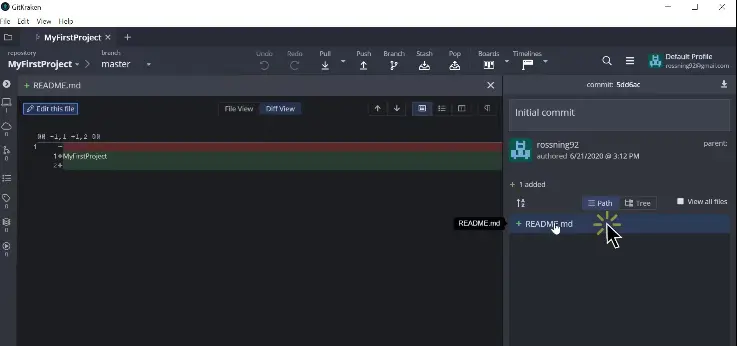 GitKraken
File Edit View Help
MyFirstProject
repository
MyFirstProject
branch
master
Undo Redo Pull Push Branch Stash Pop Boards Timelines
Default Profile
rossning92@gmail.com
+ README.md
commit: 5dd6ac
Edit this file
File View Diff View
Initial commit
@@ -1,1 +1,2 @@
1 -
1 + MyFirstProject
2 +
rossning92
authored 6/21/2020 @ 3:12 PM
parent:
+ 1 added
Path Tree View all files
README.md
+ README.md